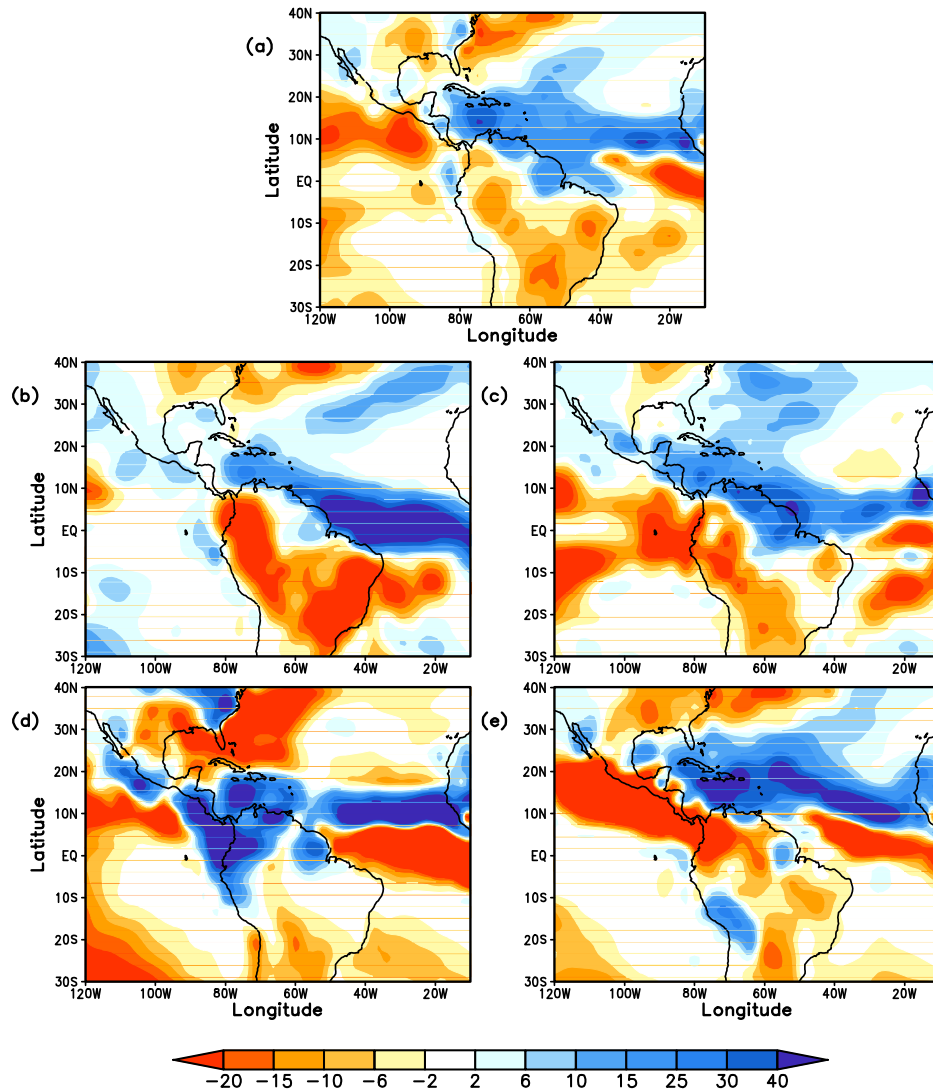 40N
(a)
30N
20N
10N
EQ
10S
20S
30S
Latitude
120W 100W 80W 60W 40W 20W
Longitude
40N 40N
(b) (c)
30N 30N
20N 20N
10N 10N
EQ EQ
10S 10S
20S 20S
30S 30S
Latitude
120W 100W 80W 60W 40W 20W 120W 100W 80W 60W 40W 20W
40N 40N
(d) (e)
30N 30N
20N 20N
10N 10N
EQ EQ
10S 10S
20S 20S
30S 30S
Latitude
120W 100W 80W 60W 40W 20W 120W 100W 80W 60W 40W 20W
Longitude Longitude
−20 −15 −10 −6 −2 2 6 10 15 25 30 40